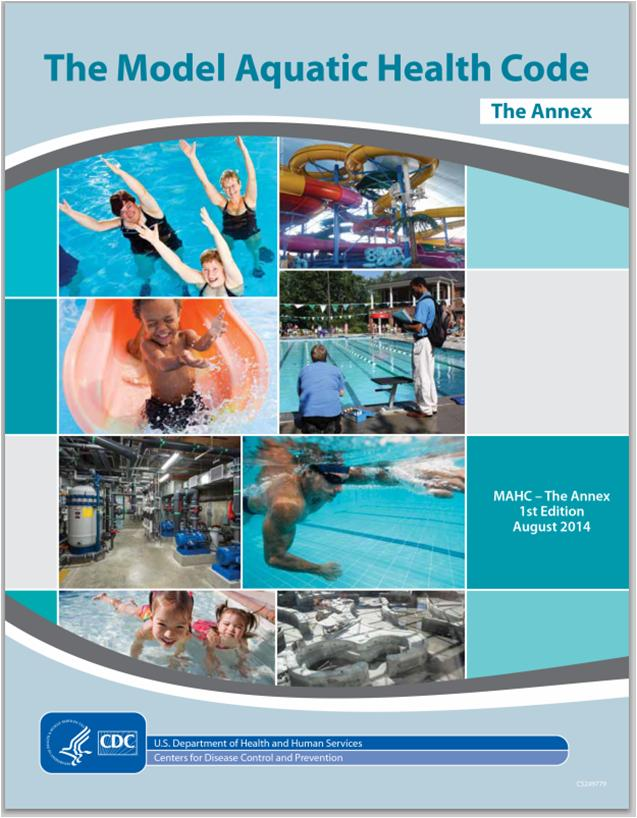 The Model Aquatic Health Code
The Annex
MAHC – The Annex
1st Edition
August 2014
CDC
U.S. Department of Health and Human Services
Centers for Disease Control and Prevention
CS249779